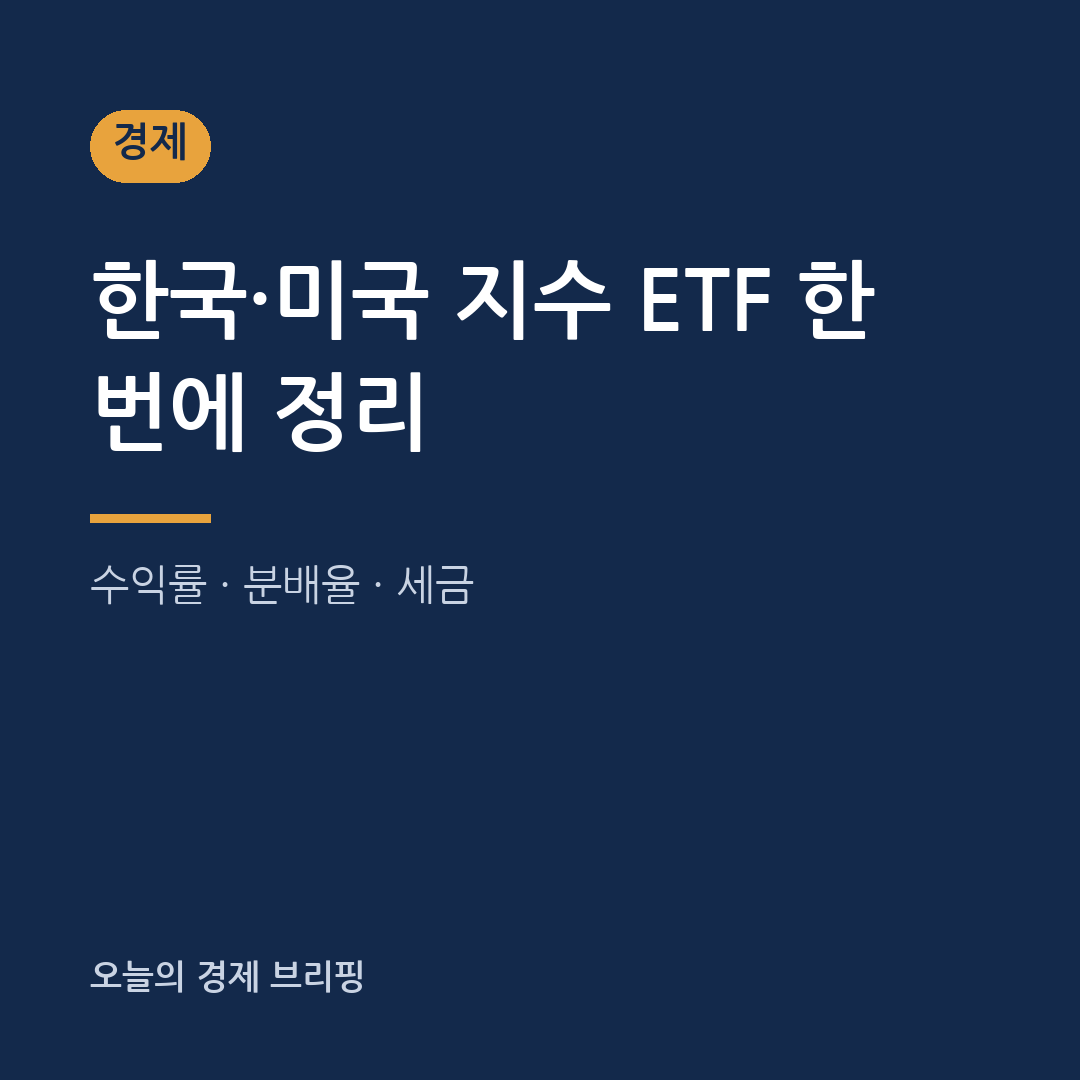 경제
한국·미국 지수 ETF 한
번에 정리
수익률 · 분배율 · 세금
오늘의 경제 브리핑